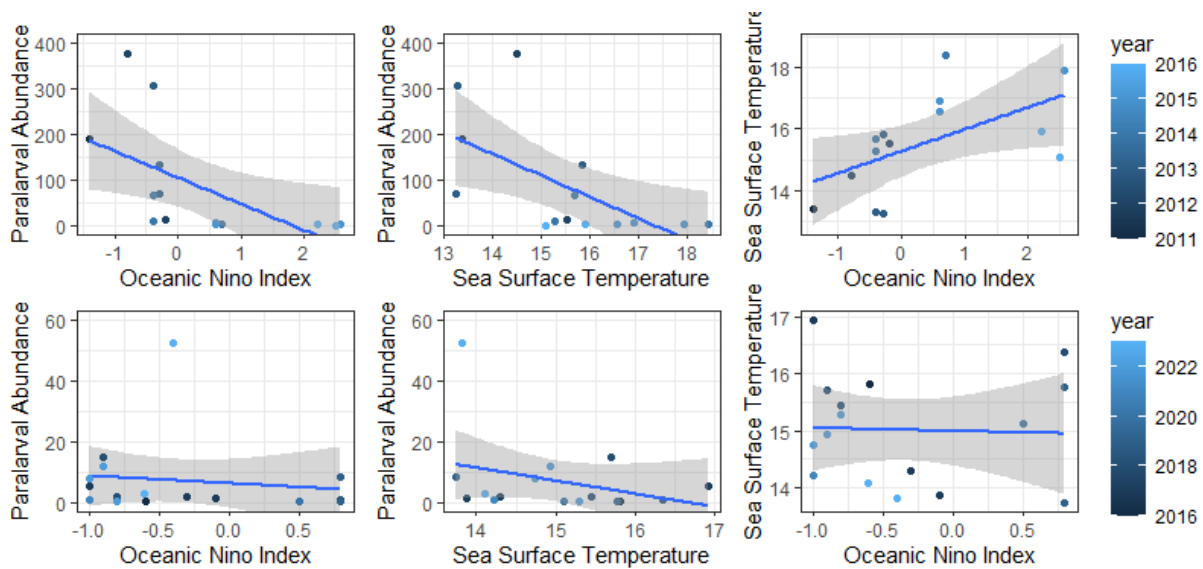 Paralarval Abundance
400
300
200
100
0
-1 0 1 2
Oceanic Nino Index
Paralarval Abundance
400
300
200
100
0
13 14 15 16 17 18
Sea Surface Temperature
Sea Surface Temperature
18
16
14
-1 0 1 2
Oceanic Nino Index
year
2016
2015
2014
2013
2012
2011
Paralarval Abundance
60
40
20
0
-1.0 -0.5 0.0 0.5
Oceanic Nino Index
Paralarval Abundance
60
40
20
0
14 15 16 17
Sea Surface Temperature
Sea Surface Temperature
17
16
15
14
-1.0 -0.5 0.0 0.5
Oceanic Nino Index
year
2022
2020
2018
2016